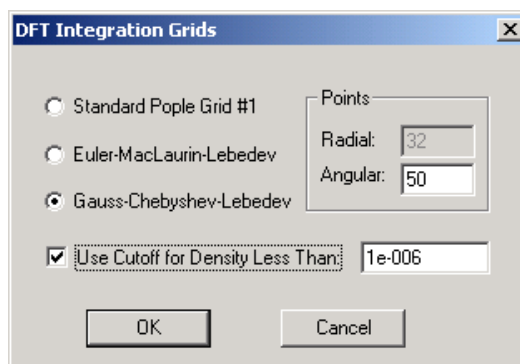 DFT Integration Grids
Standard Pople Grid #1
Euler-MacLaurin-Lebedev
Gauss-Chebyshev-Lebedev
Points
Radial: 32
Angular: 50
Use Cutoff for Density Less Than: 1e-006
OK Cancel